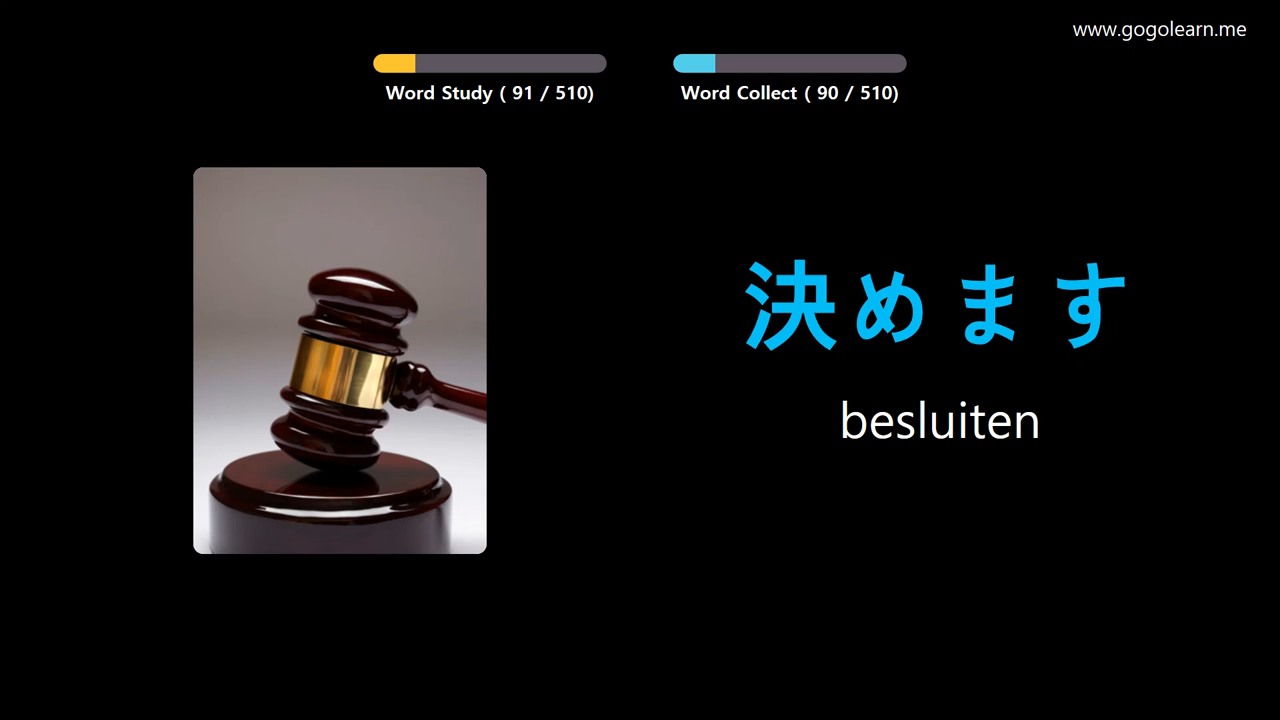 www.gogolearn.me
Word Study ( 91 / 510)
Word Collect ( 90 / 510)
決めます
besluiten